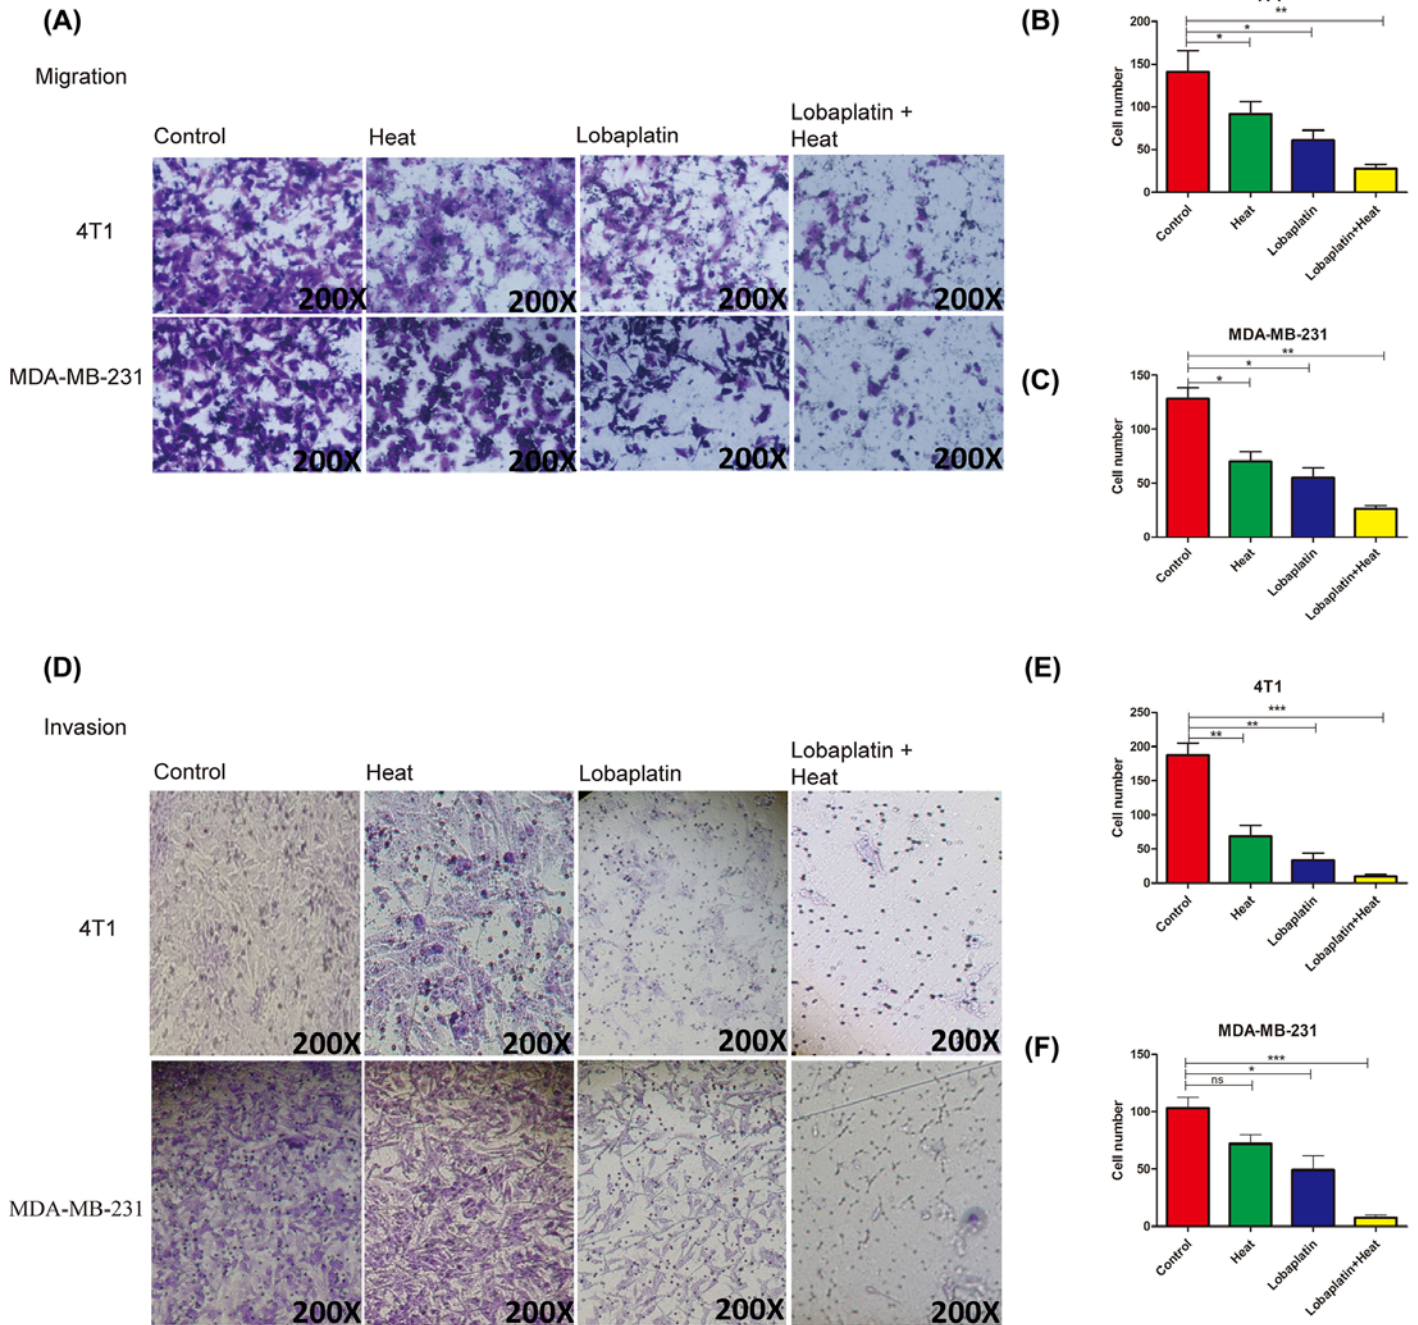 (A)
Migration
Control
Heat
Lobaplatin
Lobaplatin +
Heat
4T1
200X
200X
200X
200X
MDA-MB-231
200X
200X
200X
200X
(B)
**
*
*
Cell number
200
150
100
50
0
Control
Heat
Lobaplatin
Lobaplatin+Heat
(C)
MDA-MB-231
**
*
*
Cell number
150
100
50
0
Control
Heat
Lobaplatin
Lobaplatin+Heat
(D)
Invasion
Control
Heat
Lobaplatin
Lobaplatin +
Heat
4T1
200X
200X
200X
200X
MDA-MB-231
200X
200X
200X
200X
(E)
4T1
***
**
**
Cell number
250
200
150
100
50
0
Control
Heat
Lobaplatin
Lobaplatin+Heat
(F)
MDA-MB-231
***
*
ns
Cell number
150
100
50
0
Control
Heat
Lobaplatin
Lobaplatin+Heat